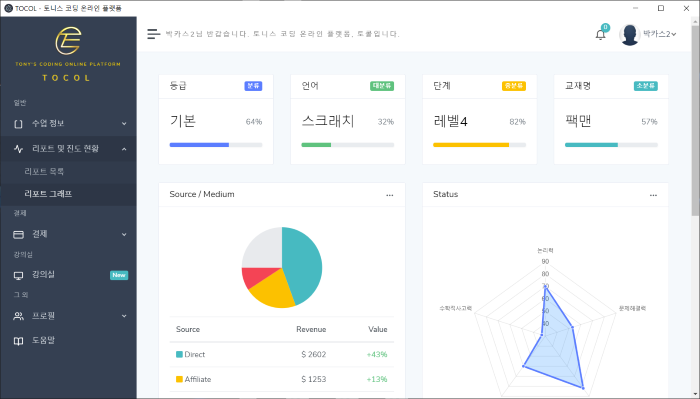 TOCOL - 토니스 코딩 온라인 플랫폼
TONY'S CODING ONLINE PLATFORM
TOCOL
일반
수업 정보
리포트 및 진도 현황
리포트 목록
리포트 그래프
결제
결제
강의실
강의실 New
그 외
프로필
도움말
박카스2님 반갑습니다. 토니스 코딩 온라인 플랫폼, 토콜입니다.
2
박카스2
등급 분류
기본 64%
언어 대분류
스크래치 32%
단계 중분류
레벨4 82%
교재명 소분류
팩맨 57%
Source / Medium
Source Revenue Value
Direct $ 2602 +43%
Affiliate $ 1253 +13%
Status
논리력
90
80
70
60
50
40
수학적사고력
문제해결력